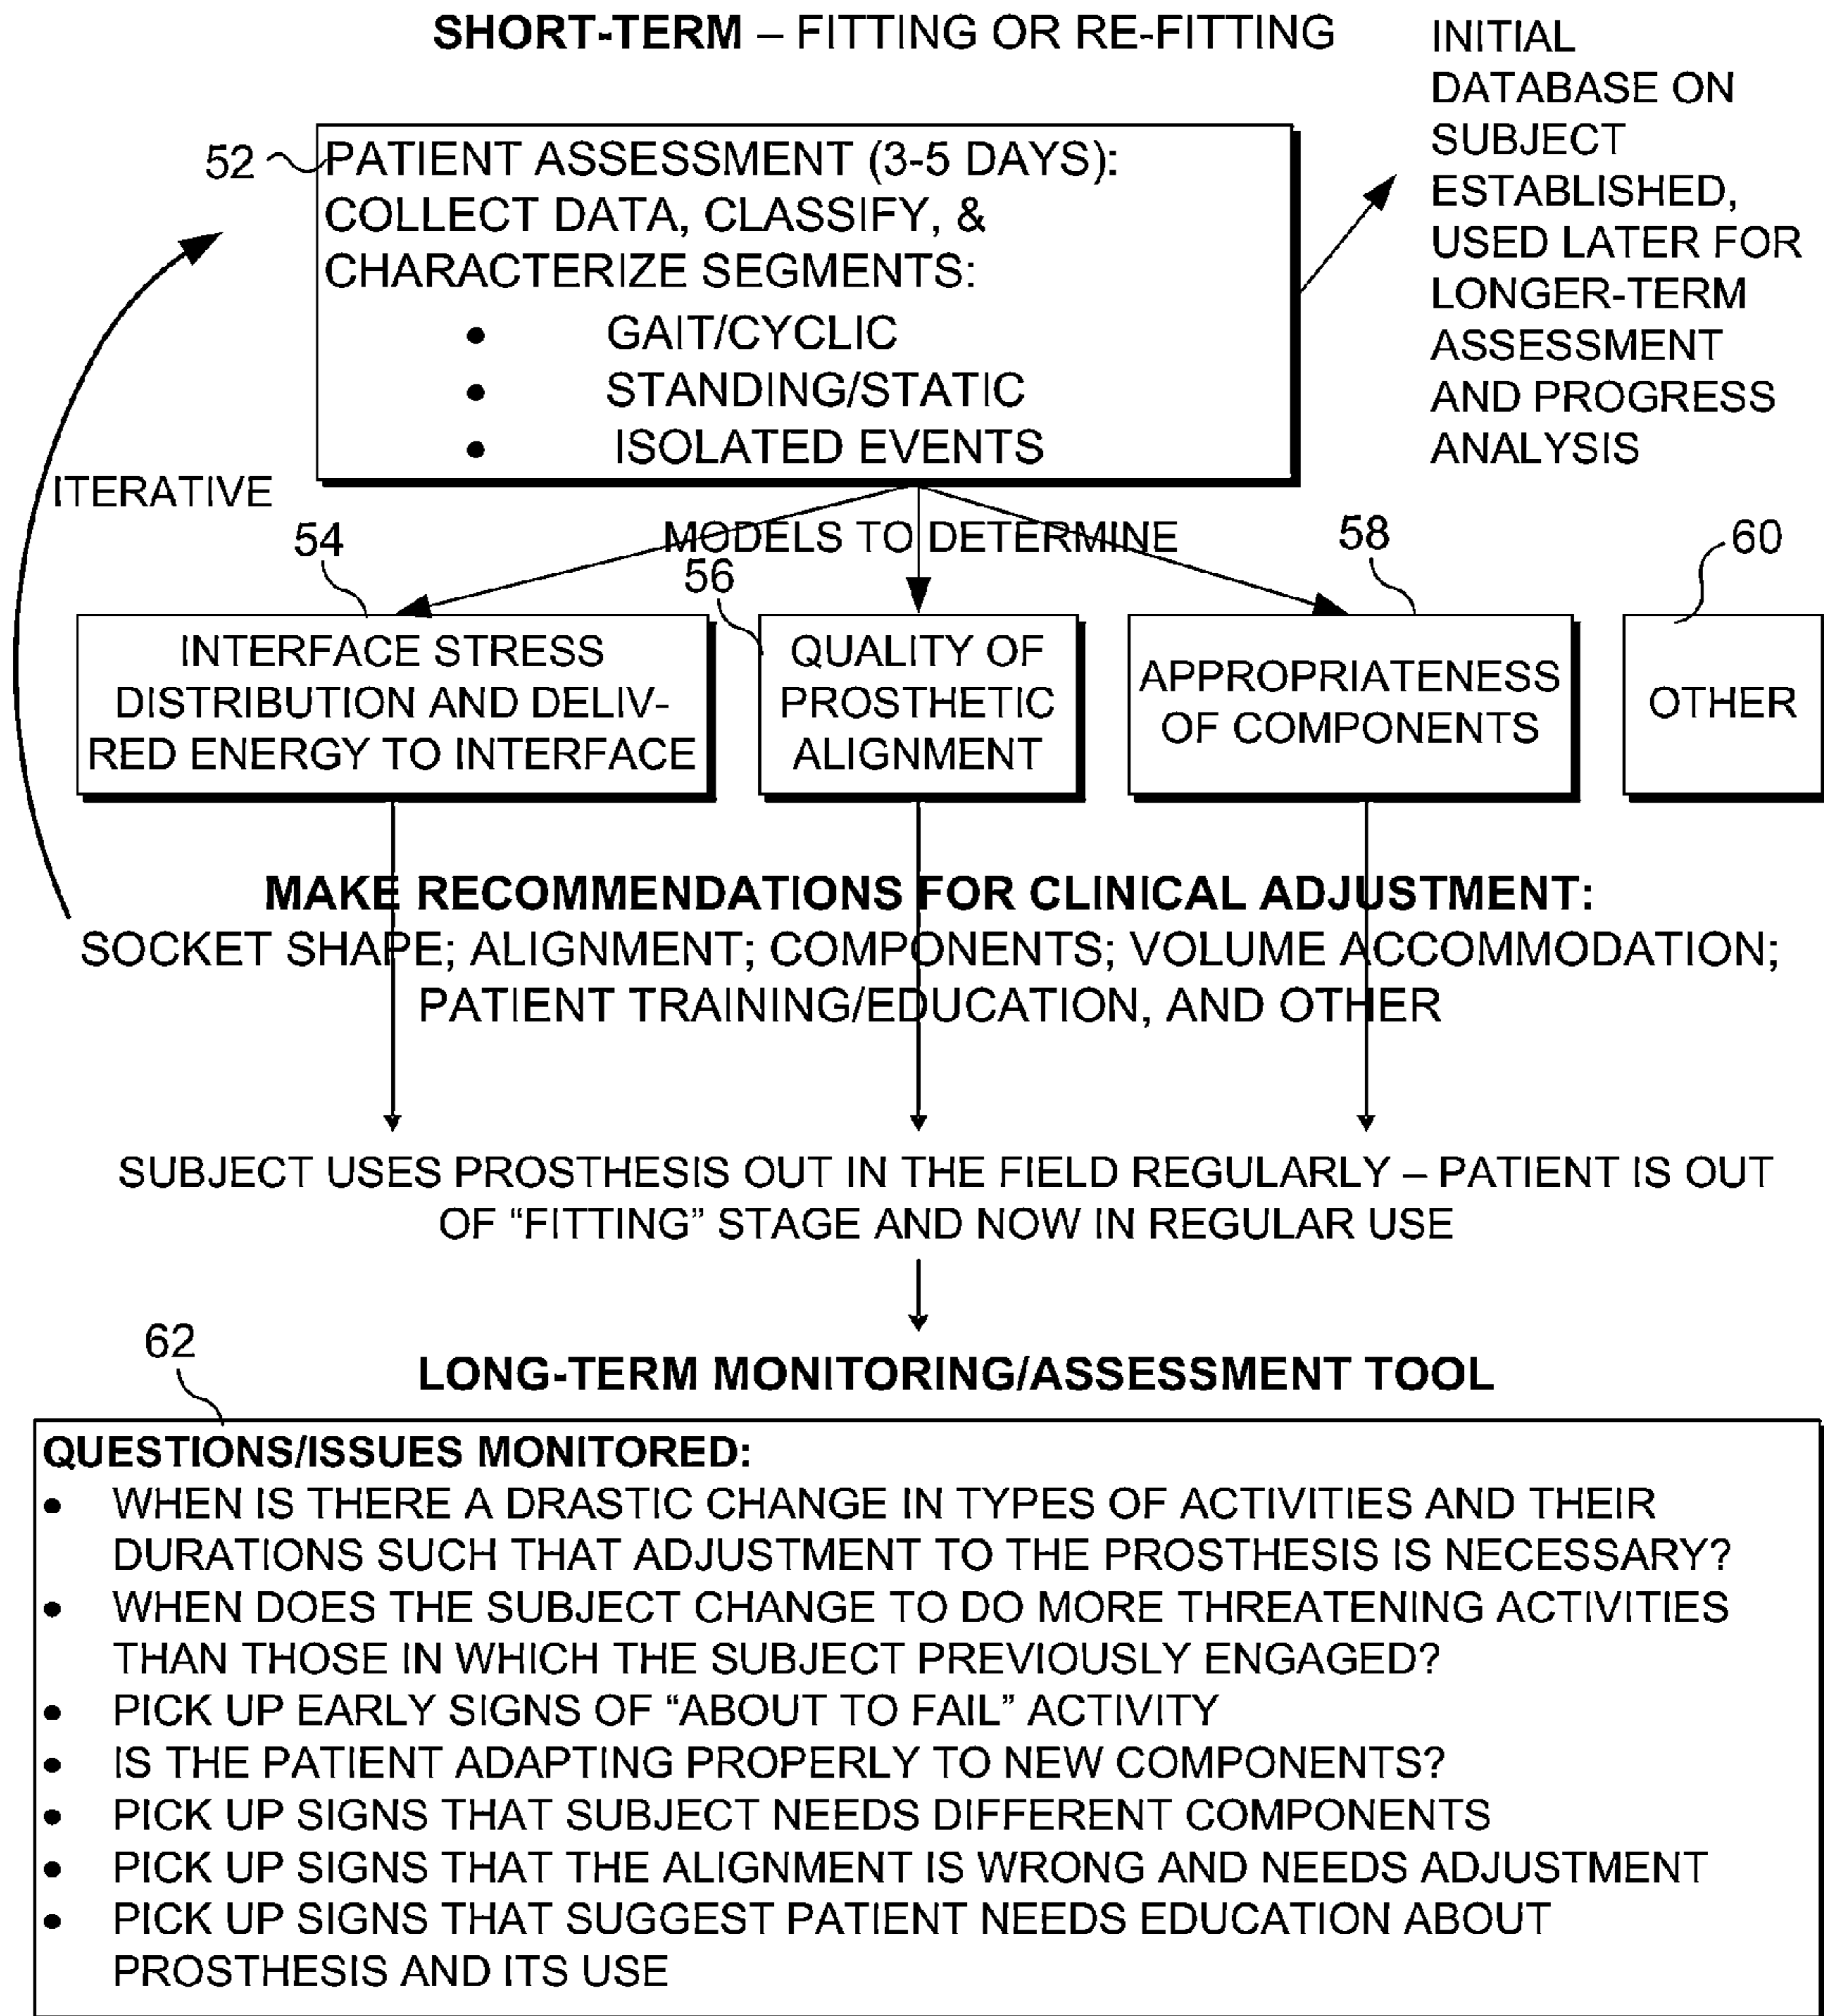 SHORT-TERM – FITTING OR RE-FITTING
INITIAL
DATABASE ON
SUBJECT
ESTABLISHED,
USED LATER FOR
LONGER-TERM
ASSESSMENT
AND PROGRESS
ANALYSIS
52
PATIENT ASSESSMENT (3-5 DAYS):
COLLECT DATA, CLASSIFY, &
CHARACTERIZE SEGMENTS:
• GAIT/CYCLIC
• STANDING/STATIC
• ISOLATED EVENTS
ITERATIVE
MODELS TO DETERMINE
54
56
58
60
INTERFACE STRESS
DISTRIBUTION AND DELIV-
RED ENERGY TO INTERFACE
QUALITY OF
PROSTHETIC
ALIGNMENT
APPROPRIATENESS
OF COMPONENTS
OTHER
MAKE RECOMMENDATIONS FOR CLINICAL ADJUSTMENT:
SOCKET SHAPE; ALIGNMENT; COMPONENTS; VOLUME ACCOMMODATION;
PATIENT TRAINING/EDUCATION, AND OTHER
SUBJECT USES PROSTHESIS OUT IN THE FIELD REGULARLY – PATIENT IS OUT
OF “FITTING” STAGE AND NOW IN REGULAR USE
62
LONG-TERM MONITORING/ASSESSMENT TOOL
QUESTIONS/ISSUES MONITORED:
• WHEN IS THERE A DRASTIC CHANGE IN TYPES OF ACTIVITIES AND THEIR
DURATIONS SUCH THAT ADJUSTMENT TO THE PROSTHESIS IS NECESSARY?
• WHEN DOES THE SUBJECT CHANGE TO DO MORE THREATENING ACTIVITIES
THAN THOSE IN WHICH THE SUBJECT PREVIOUSLY ENGAGED?
• PICK UP EARLY SIGNS OF “ABOUT TO FAIL” ACTIVITY
• IS THE PATIENT ADAPTING PROPERLY TO NEW COMPONENTS?
• PICK UP SIGNS THAT SUBJECT NEEDS DIFFERENT COMPONENTS
• PICK UP SIGNS THAT THE ALIGNMENT IS WRONG AND NEEDS ADJUSTMENT
• PICK UP SIGNS THAT SUGGEST PATIENT NEEDS EDUCATION ABOUT
PROSTHESIS AND ITS USE